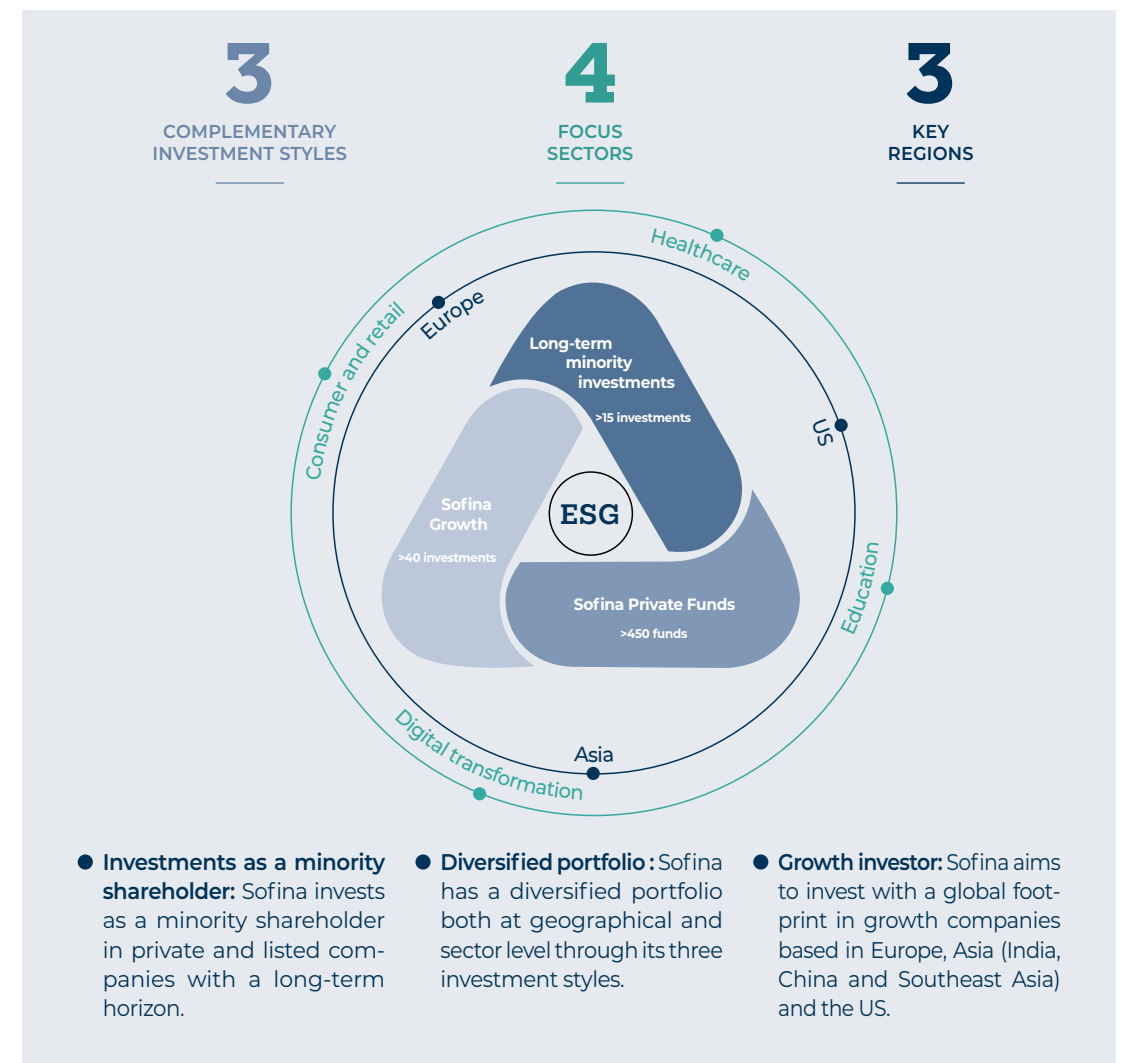 3
COMPLEMENTARY
INVESTMENT STYLES
4
FOCUS
SECTORS
3
KEY
REGIONS
Healthcare
Europe
Consumer and retail
Long-term
minority
investments
>15 investments
US
Sofina
Growth
>40 investments
ESG
Education
Sofina Private Funds
>450 funds
Digital transformation
Asia
● Investments as a minority
shareholder: Sofina invests
as a minority shareholder
in private and listed com-
panies with a long-term
horizon.
● Diversified portfolio : Sofina
has a diversified portfolio
both at geographical and
sector level through its three
investment styles.
● Growth investor: Sofina aims
to invest with a global foot-
print in growth companies
based in Europe, Asia (India,
China and Southeast Asia)
and the US.